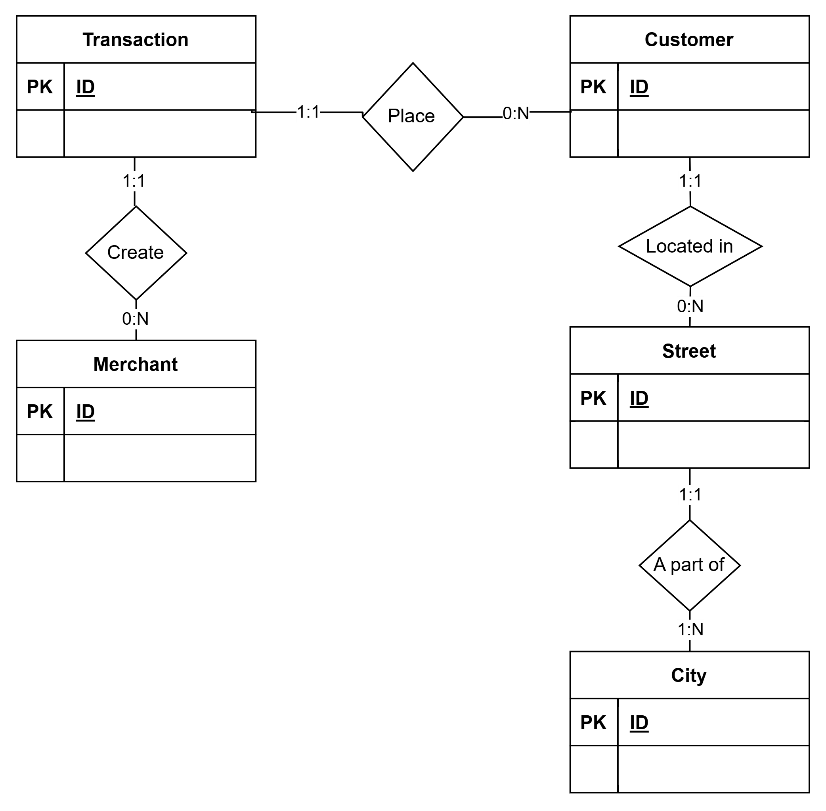 Transaction
PK ID
1:1
Place
0:N
Customer
PK ID
1:1
Create
0:N
Merchant
PK ID
1:1
Located in
0:N
Street
PK ID
1:1
A part of
1:N
City
PK ID